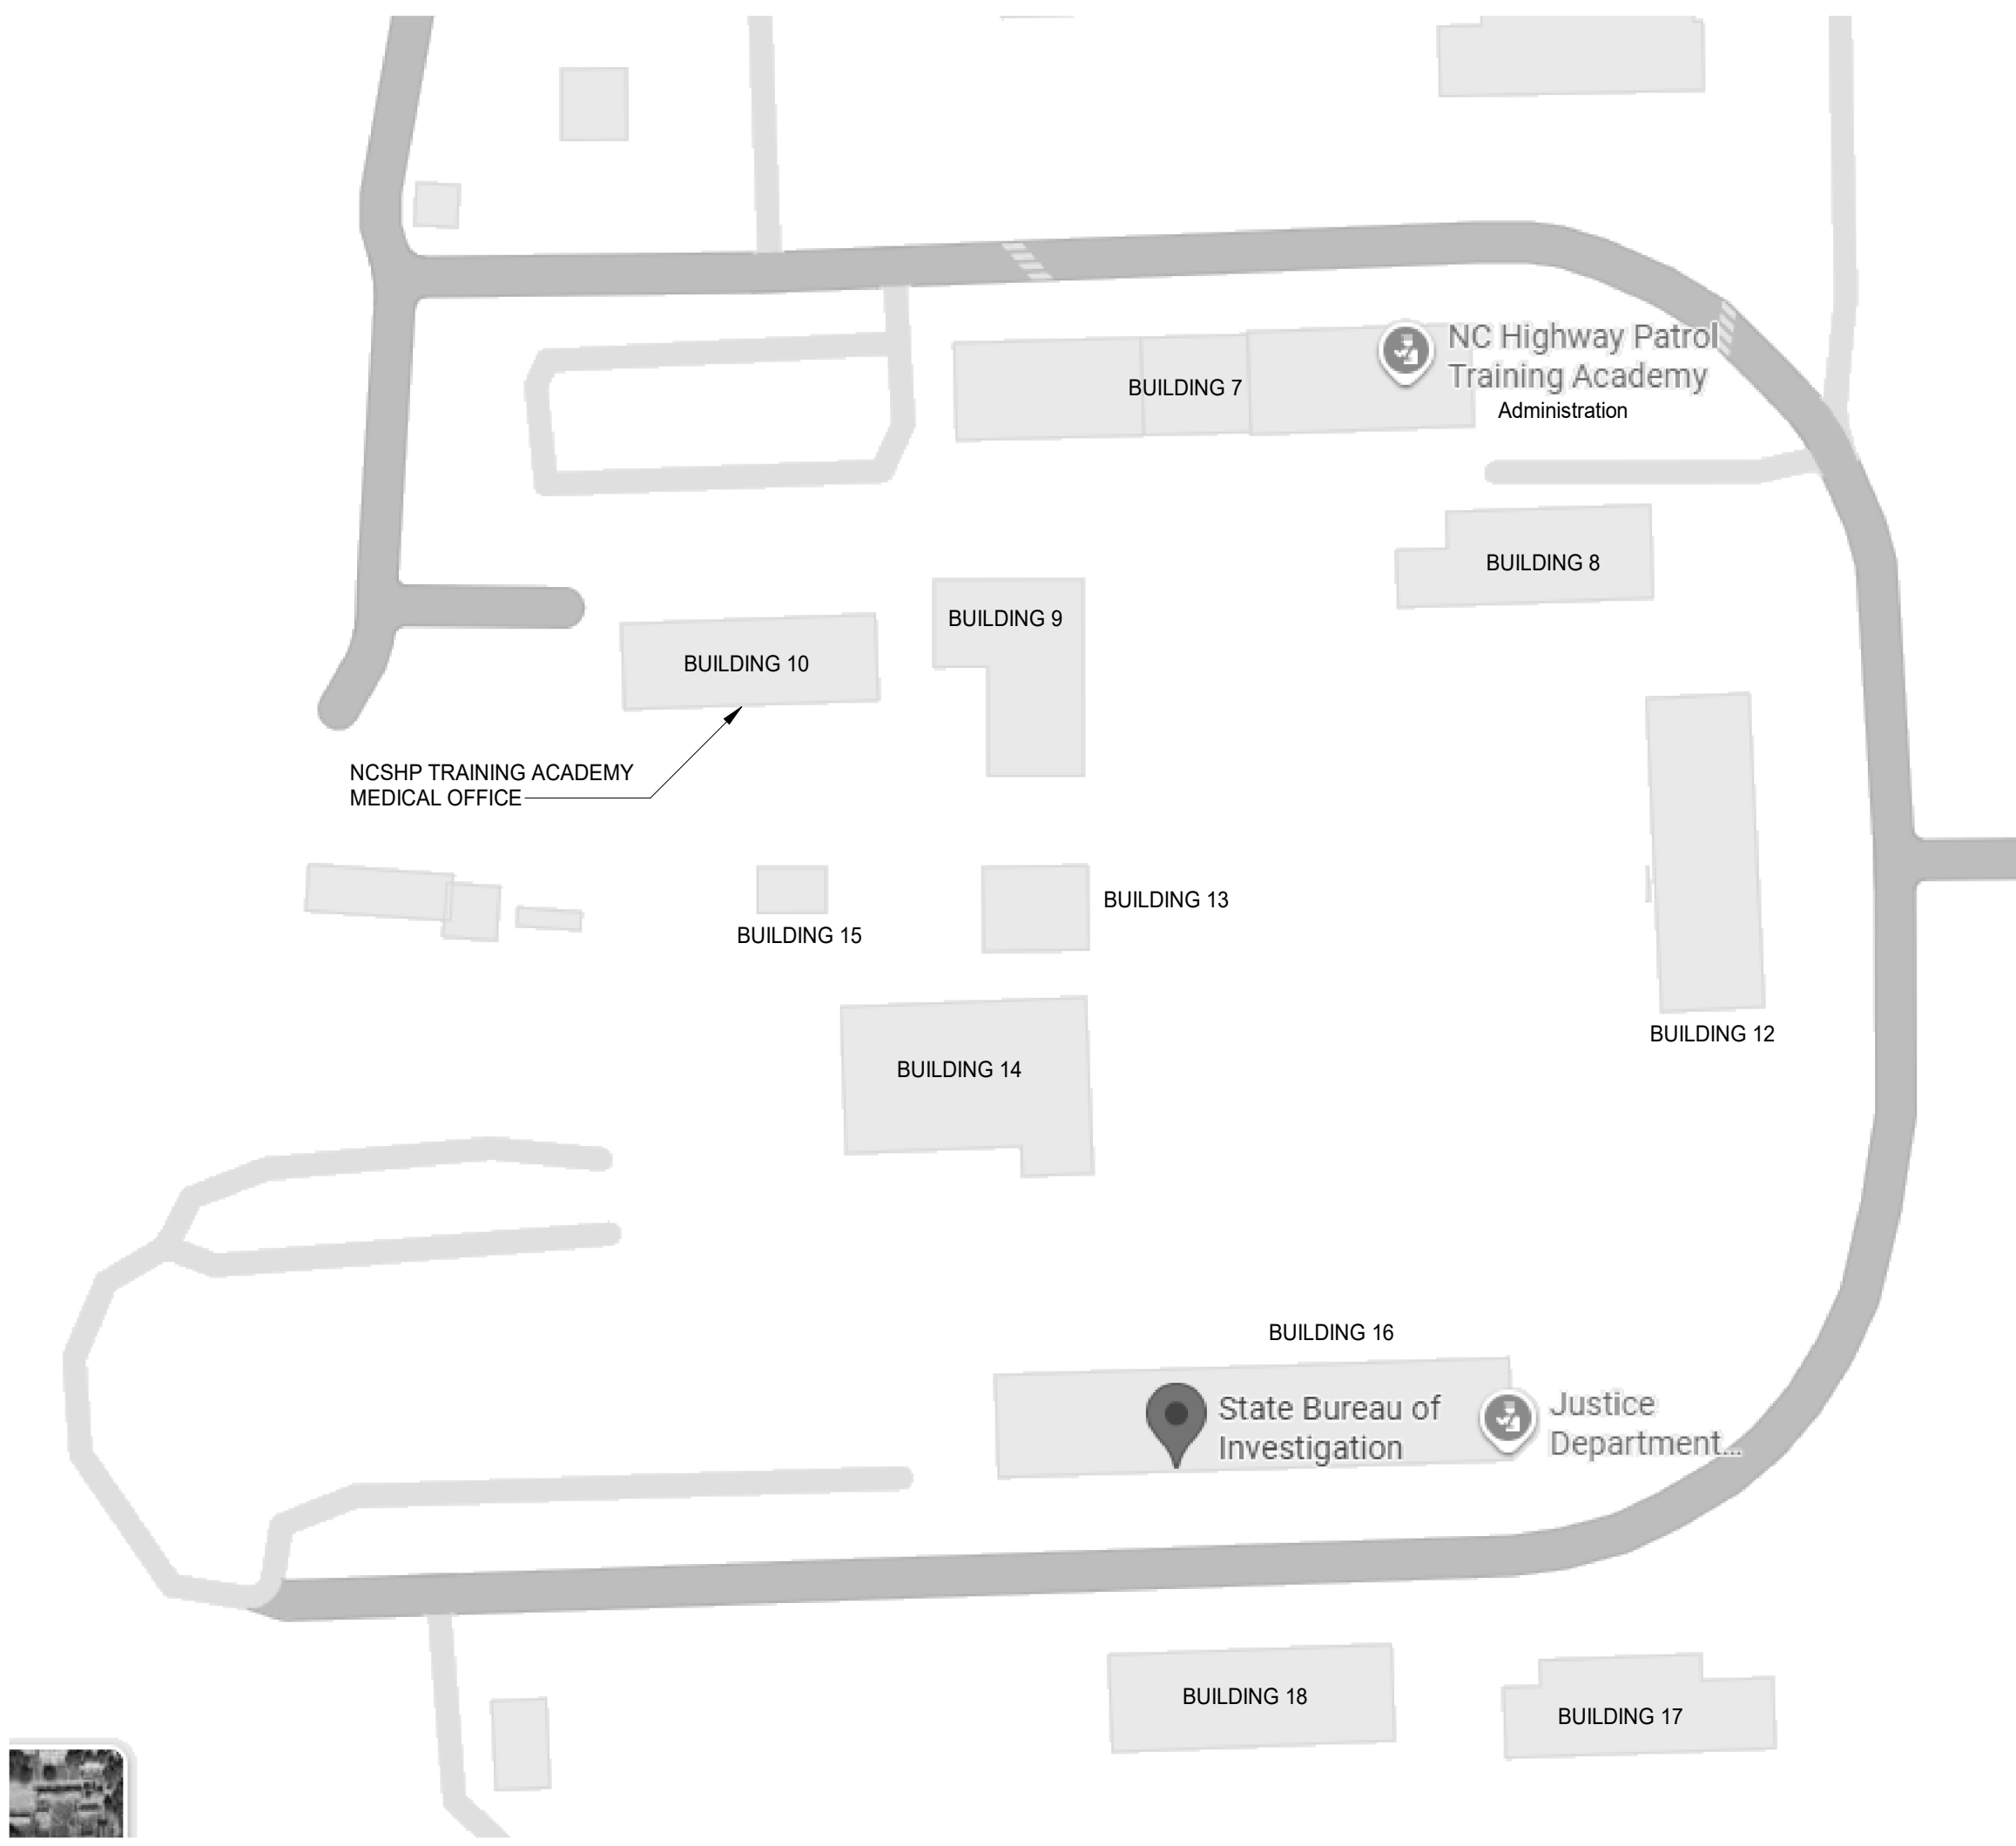 NC Highway Patrol
Training Academy
BUILDING 7
Administration
BUILDING 8
BUILDING 9
BUILDING 10
NCSHP TRAINING ACADEMY
MEDICAL OFFICE
BUILDING 13
BUILDING 15
BUILDING 12
BUILDING 14
BUILDING 16
State Bureau of
Investigation
Justice
Department...
BUILDING 18
BUILDING 17